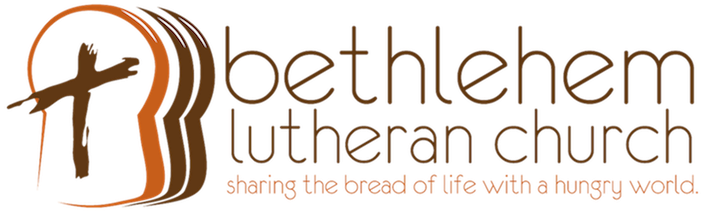 bethlehem
lutheran church
sharing the bread of life with a hungry world.